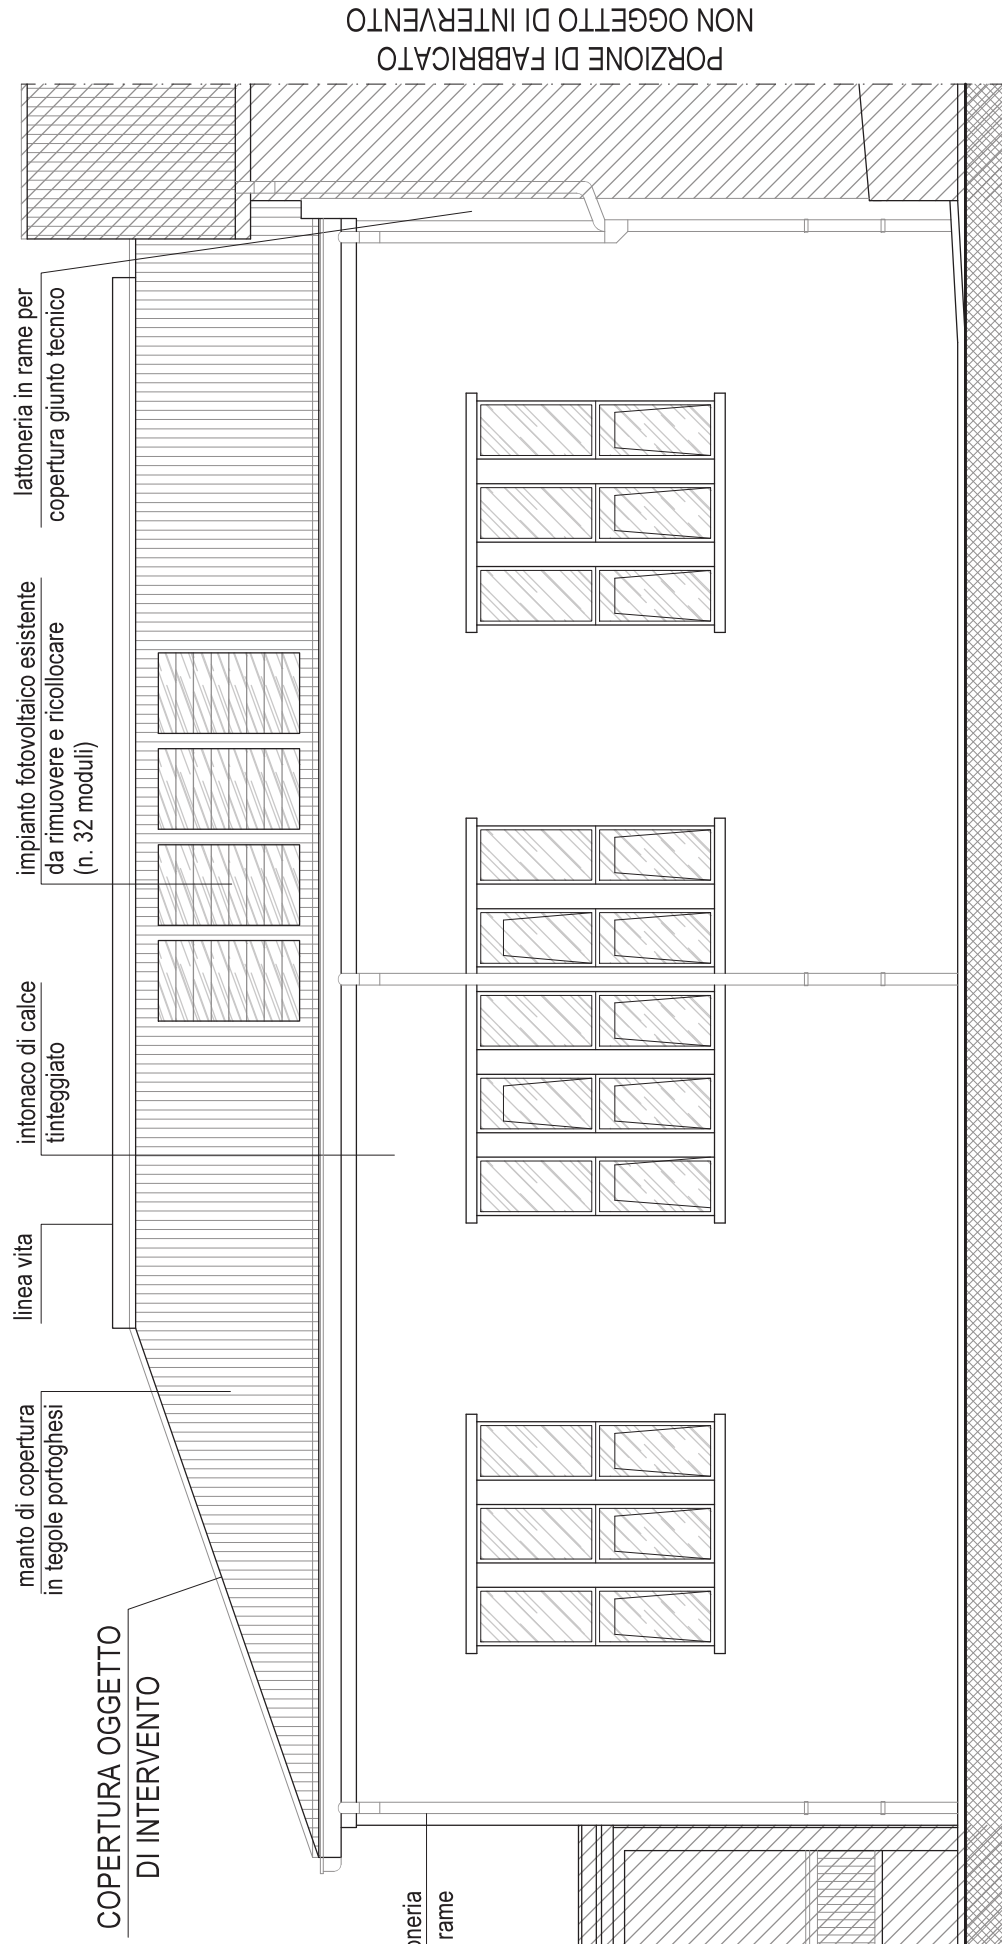 NON OGGETTO DI INTERVENTO
PORZIONE DI FABBRICATO
lattoneria in rame per
copertura giunto tecnico
impianto fotovoltaico esistente
da rimuovere e ricollocare
(n. 32 moduli)
intonaco di calce
tinteggiato
linea vita
manto di copertura
in tegole portoghesi
COPERTURA OGGETTO
DI INTERVENTO
oneria
rame